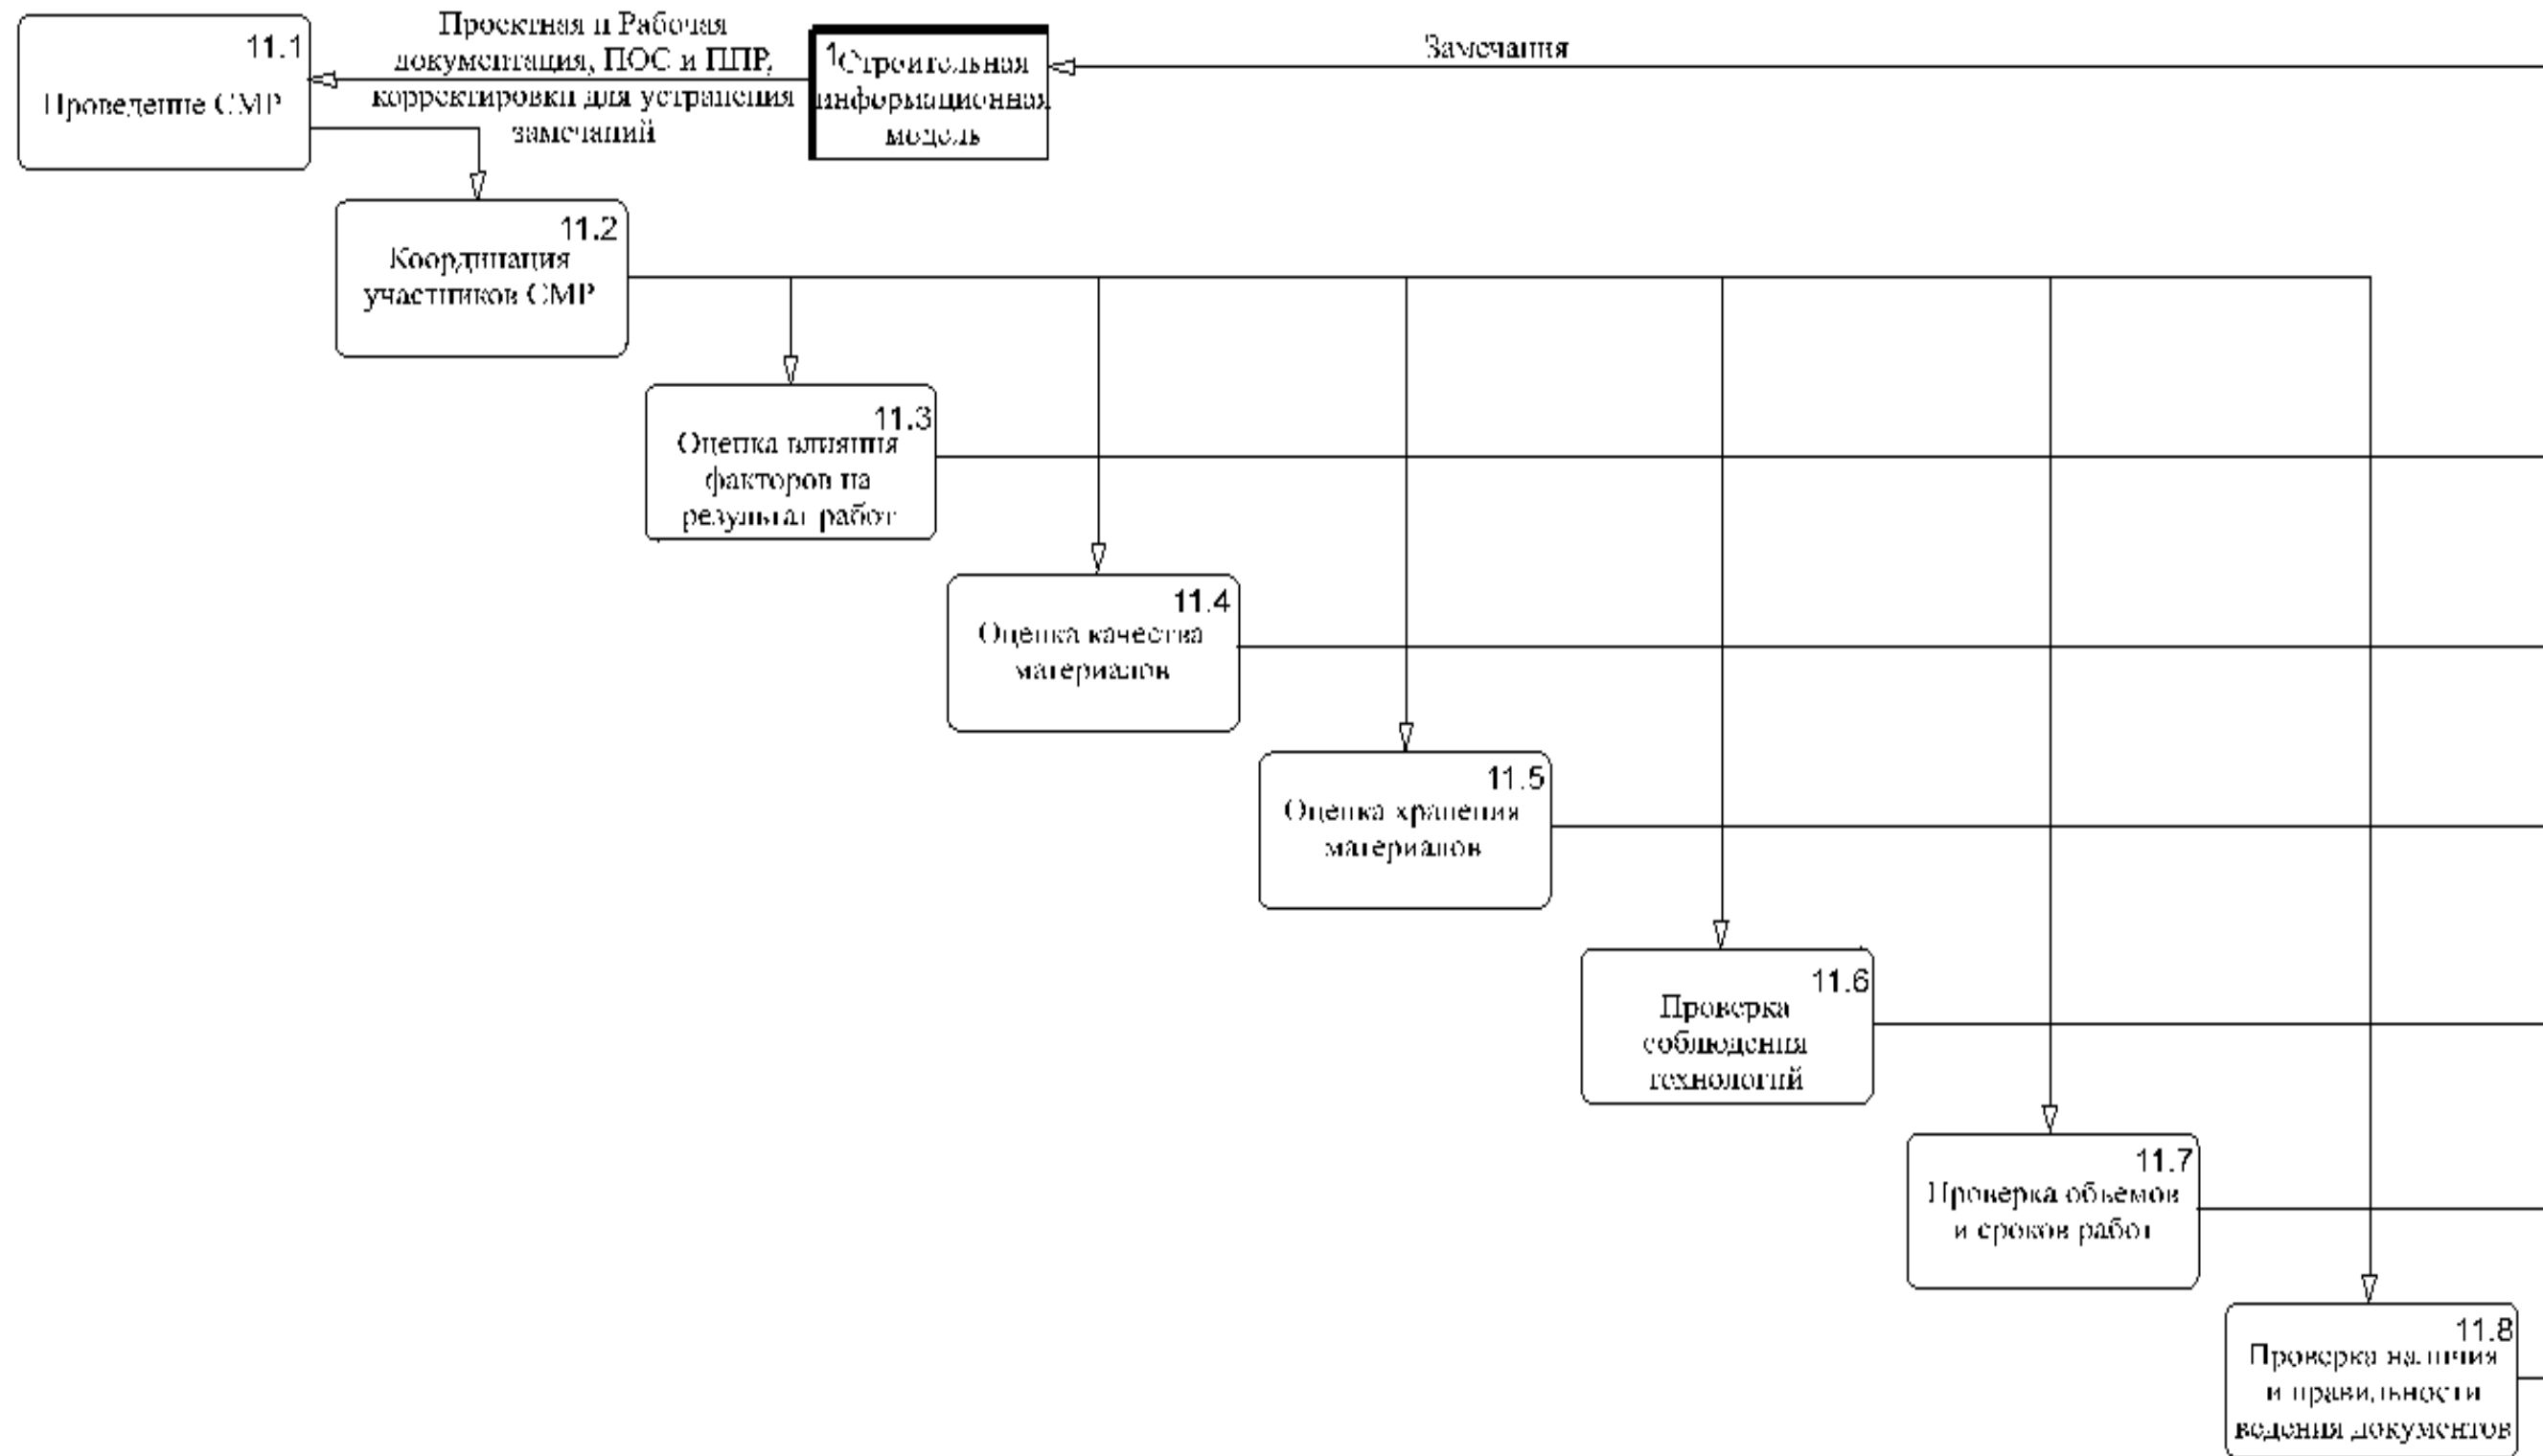 11.1
Проведение СМР
Проектная и Рабочая
документация, ПОС и ППР,
корректировки для устранения
замечаний
1
Строительная
информационная
модель
Замечания
11.2
Координация
участников СМР
11.3
Оценка влияния
факторов на
результат работ
11.4
Оценка качества
материалов
11.5
Оценка хранения
материалов
11.6
Проверка
соблюдения
технологий
11.7
Проверка объемов
и сроков работ
11.8
Проверка наличия
и правильности
ведения документов